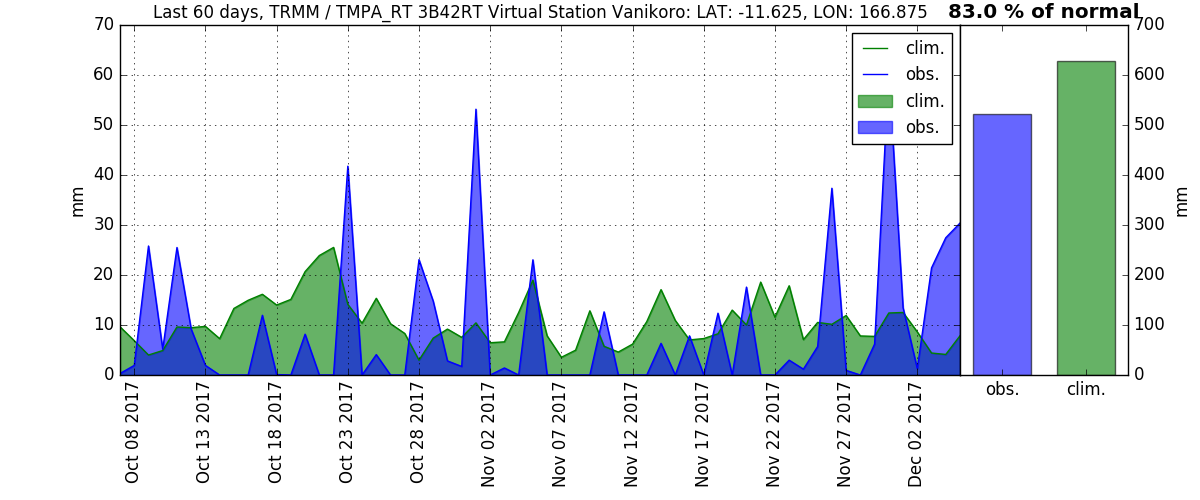 Last 60 days, TRMM / TMPA_RT 3B42RT Virtual Station Vanikoro: LAT: -11.625, LON: 166.875
83.0 % of normal
70
60
50
40
30
20
10
0
mm
clim.
obs.
clim.
obs.
700
600
500
400
300
200
100
0
mm
Oct 08 2017
Oct 13 2017
Oct 18 2017
Oct 23 2017
Oct 28 2017
Nov 02 2017
Nov 07 2017
Nov 12 2017
Nov 17 2017
Nov 22 2017
Nov 27 2017
Dec 02 2017
obs.
clim.